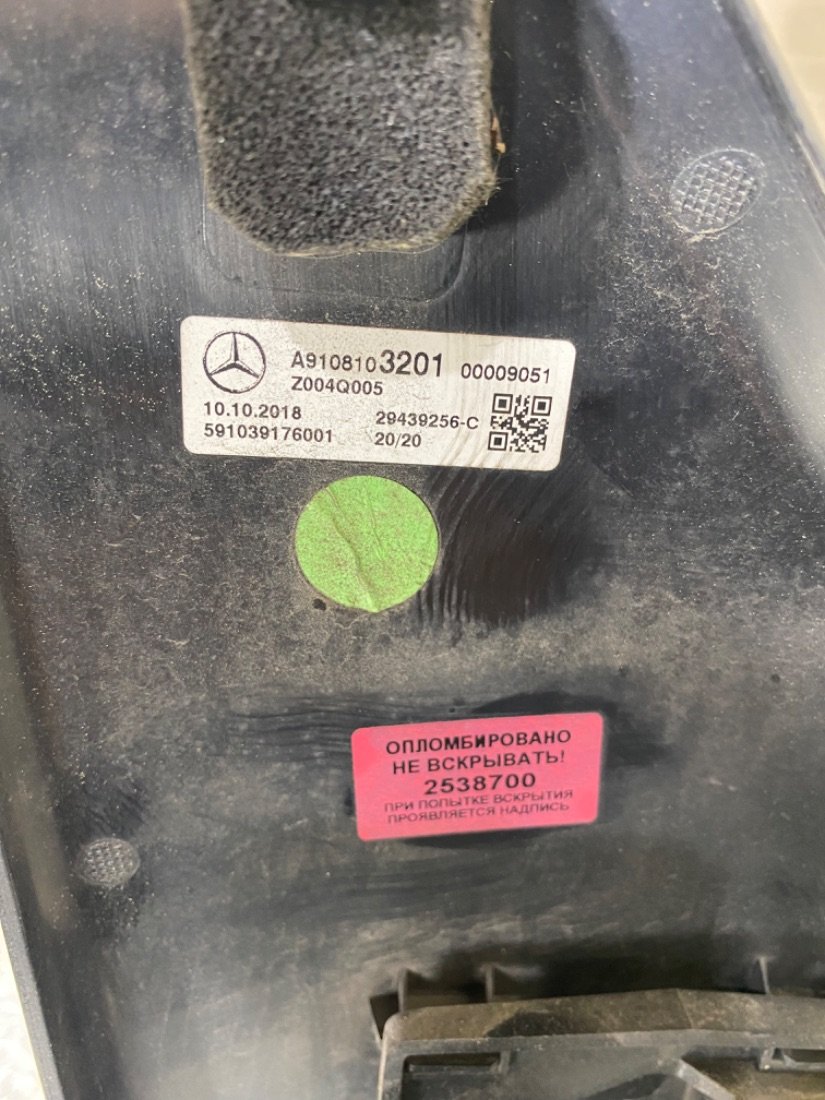 A9108103201 00009051
Z004Q005
10.10.2018 29439256-C
591039176001 20/20
ОПЛОМБИРОВАНО
НЕ ВСКРЫВАТЬ!
2538700
ПРИ ПОПЫТКЕ ВСКРЫТИЯ
ПРОЯВЛЯЕТСЯ НАДПИСЬ